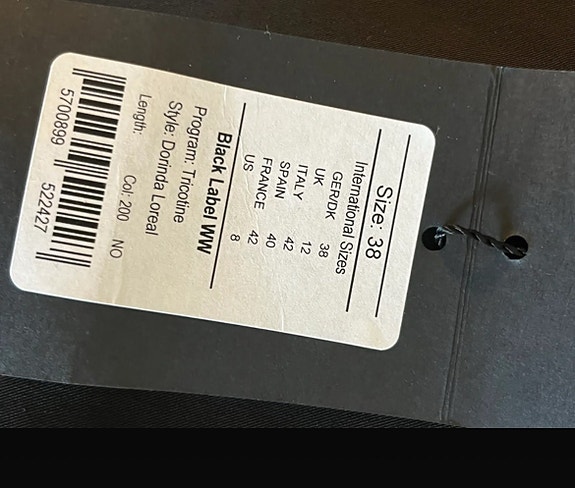 Size: 38
International Sizes
GER/DK 38
UK 12
ITALY 42
SPAIN 40
FRANCE 42
US 8
Black Label WW
Program: Tricotine
Style: Dorinda Loreal
Length: Col: 200 NO
5700899 522427